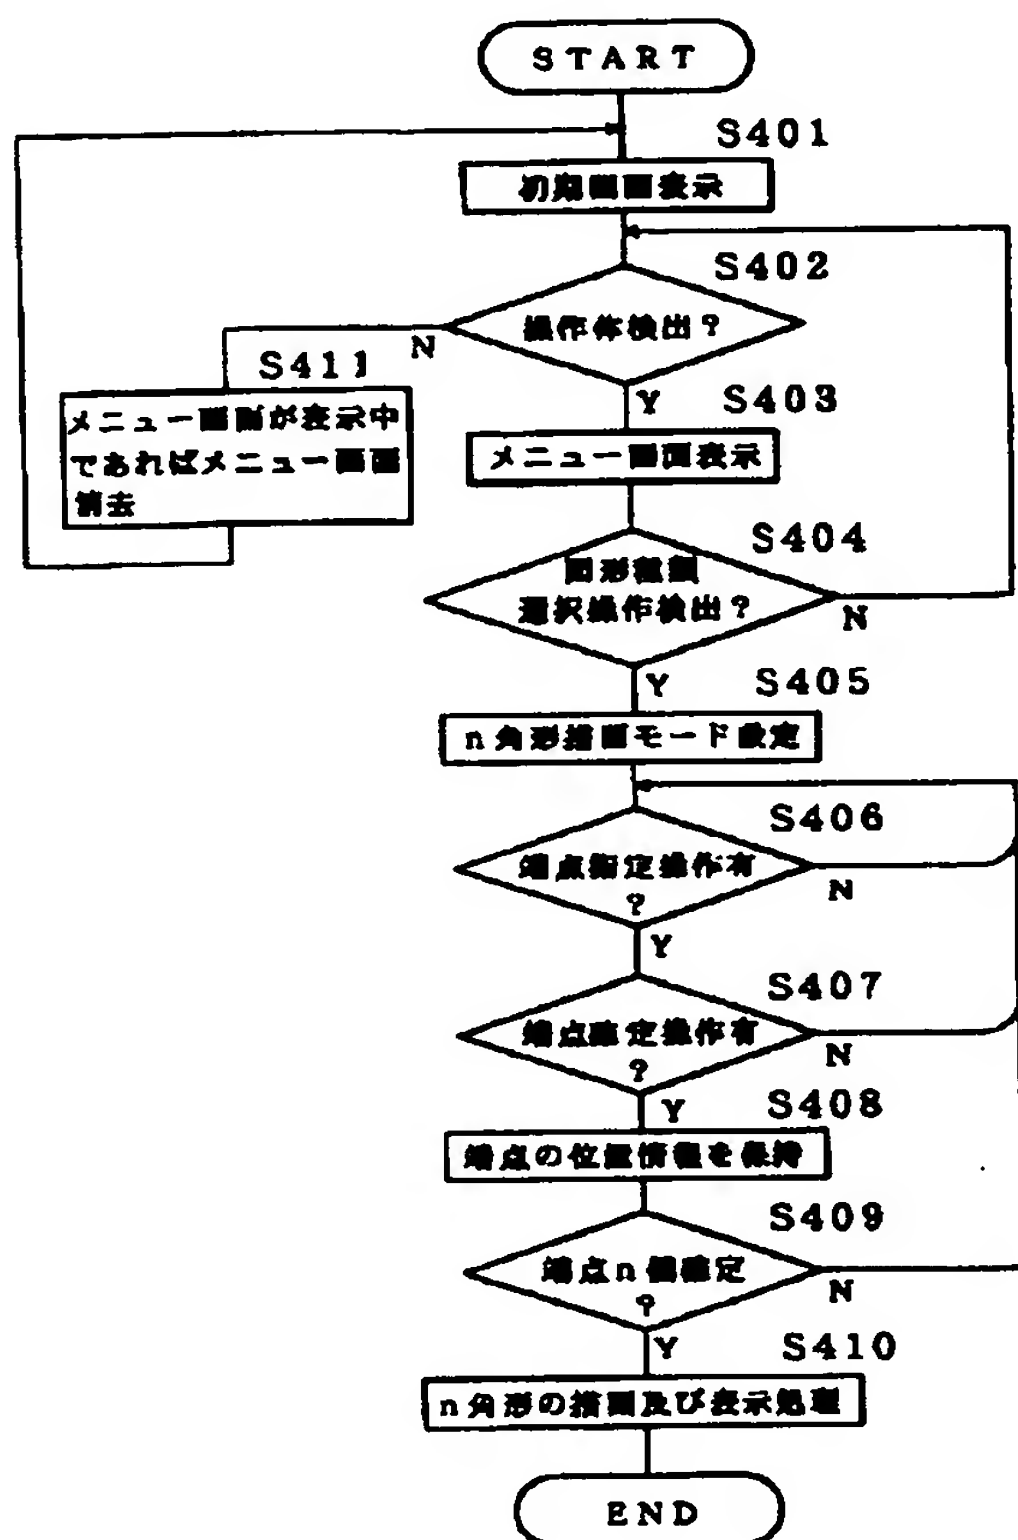 START
S401
初期画面表示
S402
操作体検出?
N
S411
Y
S403
メニュー画面が表示中
であればメニュー画面
消去
メニュー画面表示
S404
図形種類
選択操作検出?
N
Y
S405
n角形描画モード設定
S406
端点指定操作有
?
N
Y
S407
端点確定操作有
?
N
Y
S408
端点の位置情報を保持
S409
端点n個確定
?
N
Y
S410
n角形の描画及び表示処理
END